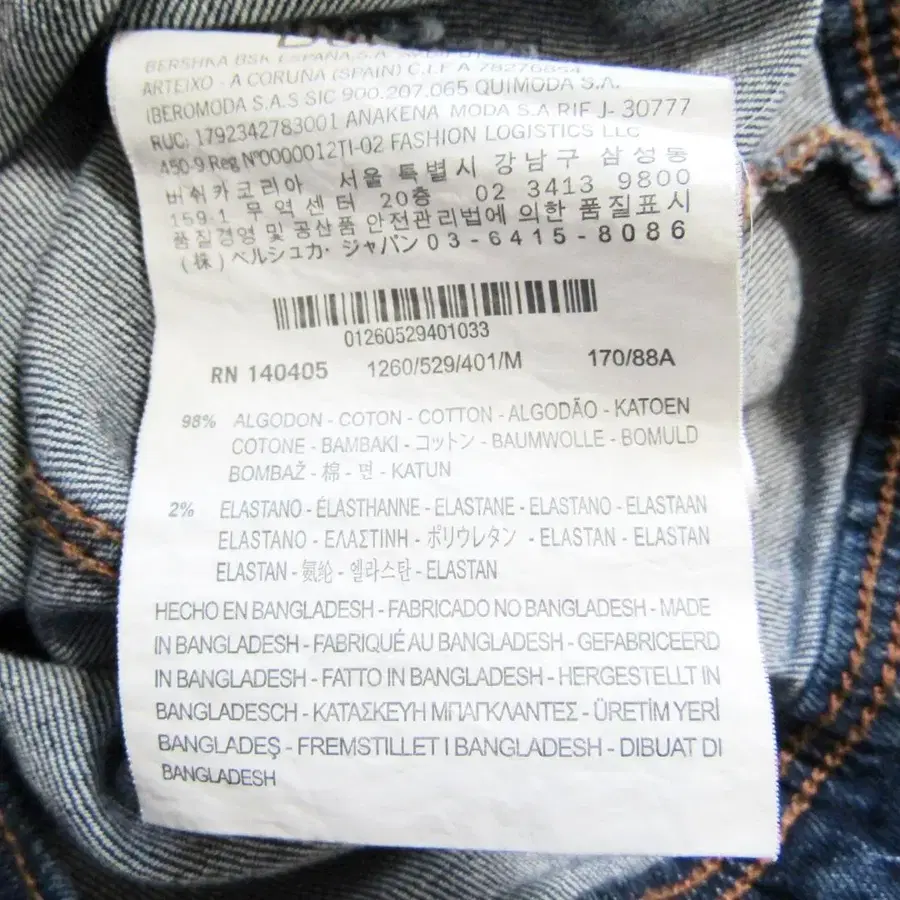 BERSHKA BSK ESPAÑA, S.A.
ARTEIXO - A CORUÑA (SPAIN) C.I.F A 78276854
IBEROMODA S.A.S SIC 900.207.065 QUIMODA S.A.
RUC: 1792342783001 ANAKENA MODA S.A RIF J- 30777
450-9 Reg Nº0000012TI-02 FASHION LOGISTICS LLC
버쉬카코리아 서울 특별시 강남구 삼성동
159-1 무역센터 20층 02 3413 9800
품질경영 및 공산품 안전관리법에 의한 품질표시
(株) ベルシュカ・ジャパン 03-6415-8086
01260529401033
RN 140405 1260/529/401/M 170/88A
98% ALGODON - COTON - COTTON - ALGODÃO - KATOEN
COTONE - BAMBAKI - コットン - BAUMWOLLE - BOMULD
BOMBAŽ - 棉 - 면 - KATUN
2% ELASTANO - ÉLASTHANNE - ELASTANE - ELASTANO - ELASTAAN
ELASTANO - ΕΛΑΣΤΙΝΗ - ポリウレタン - ELASTAN - ELASTAN
ELASTAN - 氨纶 - 엘라스탄 - ELASTAN
HECHO EN BANGLADESH - FABRICADO NO BANGLADESH - MADE
IN BANGLADESH - FABRIQUÉ AU BANGLADESH - GEFABRICEERD
IN BANGLADESH - FATTO IN BANGLADESH - HERGESTELLT IN
BANGLADESCH - ΚΑΤΑΣΚΕΥΗ ΜΠΑΓΚΛΑΝΤΕΣ - ÜRETİM YERİ
BANGLADEŞ - FREMSTILLET I BANGLADESH - DIBUAT DI
BANGLADESH